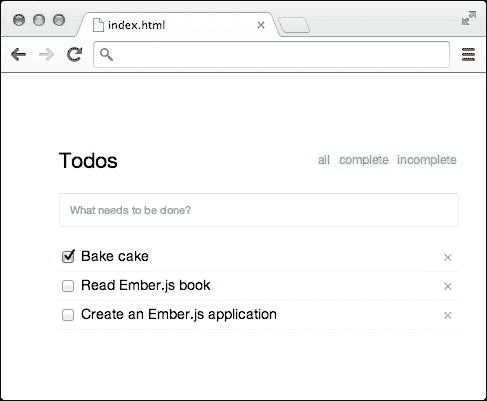 index.html
Todos
all complete incomplete
What needs to be done?
Bake cake
Read Ember.js book
Create an Ember.js application